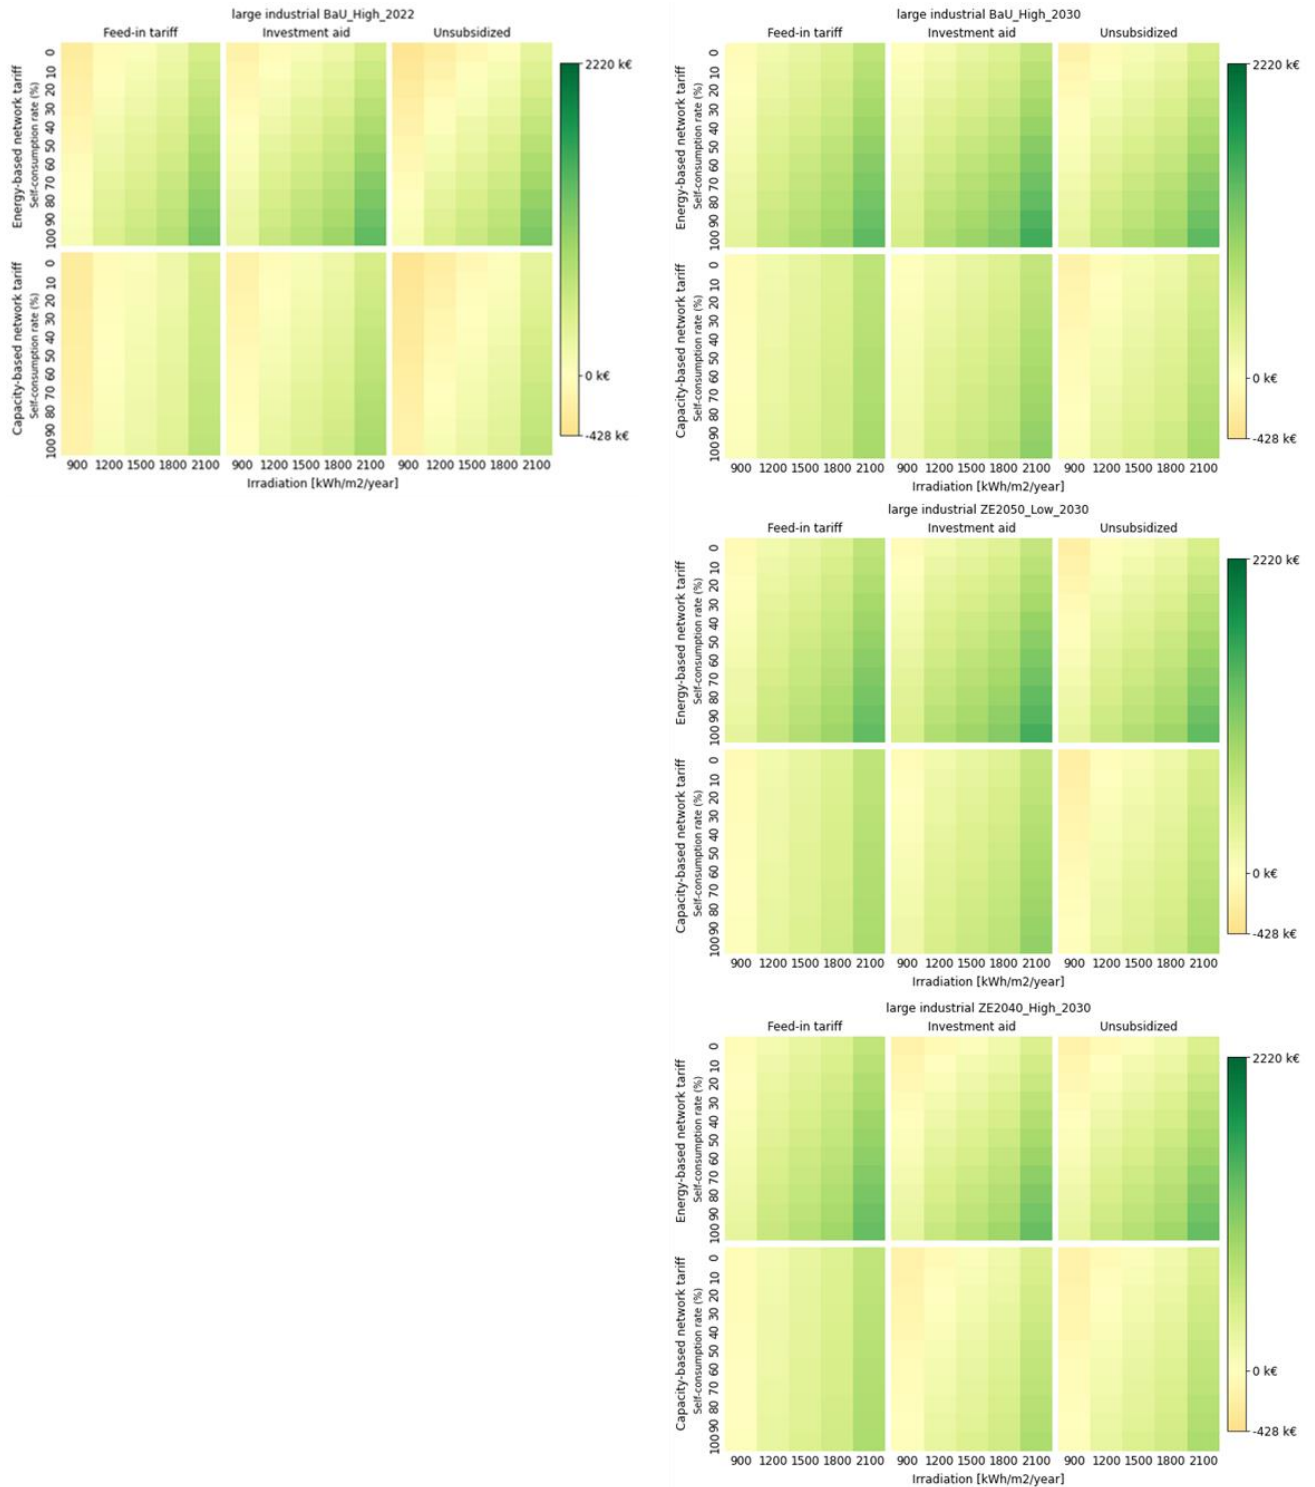 large industrial BaU_High_2022
Feed-in tariff Investment aid Unsubsidized
Energy-based network tariff
Self-consumption rate (%)
0 10 20 30 40 50 60 70 80 90 100
Capacity-based network tariff
Self-consumption rate (%)
0 10 20 30 40 50 60 70 80 90 100
2220 k€
0 k€
-428 k€
900 1200 1500 1800 2100 900 1200 1500 1800 2100 900 1200 1500 1800 2100
Irradiation [kWh/m2/year]
large industrial BaU_High_2030
Feed-in tariff Investment aid Unsubsidized
Energy-based network tariff
Self-consumption rate (%)
0 10 20 30 40 50 60 70 80 90 100
Capacity-based network tariff
Self-consumption rate (%)
0 10 20 30 40 50 60 70 80 90 100
2220 k€
0 k€
-428 k€
900 1200 1500 1800 2100 900 1200 1500 1800 2100 900 1200 1500 1800 2100
Irradiation [kWh/m2/year]
large industrial ZE2050_Low_2030
Feed-in tariff Investment aid Unsubsidized
Energy-based network tariff
Self-consumption rate (%)
0 10 20 30 40 50 60 70 80 90 100
Capacity-based network tariff
Self-consumption rate (%)
0 10 20 30 40 50 60 70 80 90 100
2220 k€
0 k€
-428 k€
900 1200 1500 1800 2100 900 1200 1500 1800 2100 900 1200 1500 1800 2100
Irradiation [kWh/m2/year]
large industrial ZE2040_High_2030
Feed-in tariff Investment aid Unsubsidized
Energy-based network tariff
Self-consumption rate (%)
0 10 20 30 40 50 60 70 80 90 100
Capacity-based network tariff
Self-consumption rate (%)
0 10 20 30 40 50 60 70 80 90 100
2220 k€
0 k€
-428 k€
900 1200 1500 1800 2100 900 1200 1500 1800 2100 900 1200 1500 1800 2100
Irradiation [kWh/m2/year]